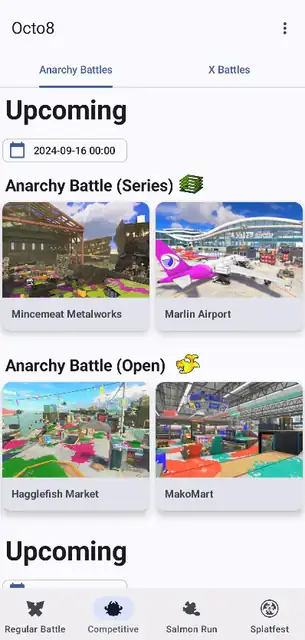 Octo8
Anarchy Battles
X Battles
Upcoming
2024-09-16 00:00
Anarchy Battle (Series)
Mincemeat Metalworks
Marlin Airport
Anarchy Battle (Open)
Hagglefish Market
MakoMart
Upcoming
Regular Battle
Competitive
Salmon Run
Splatfest